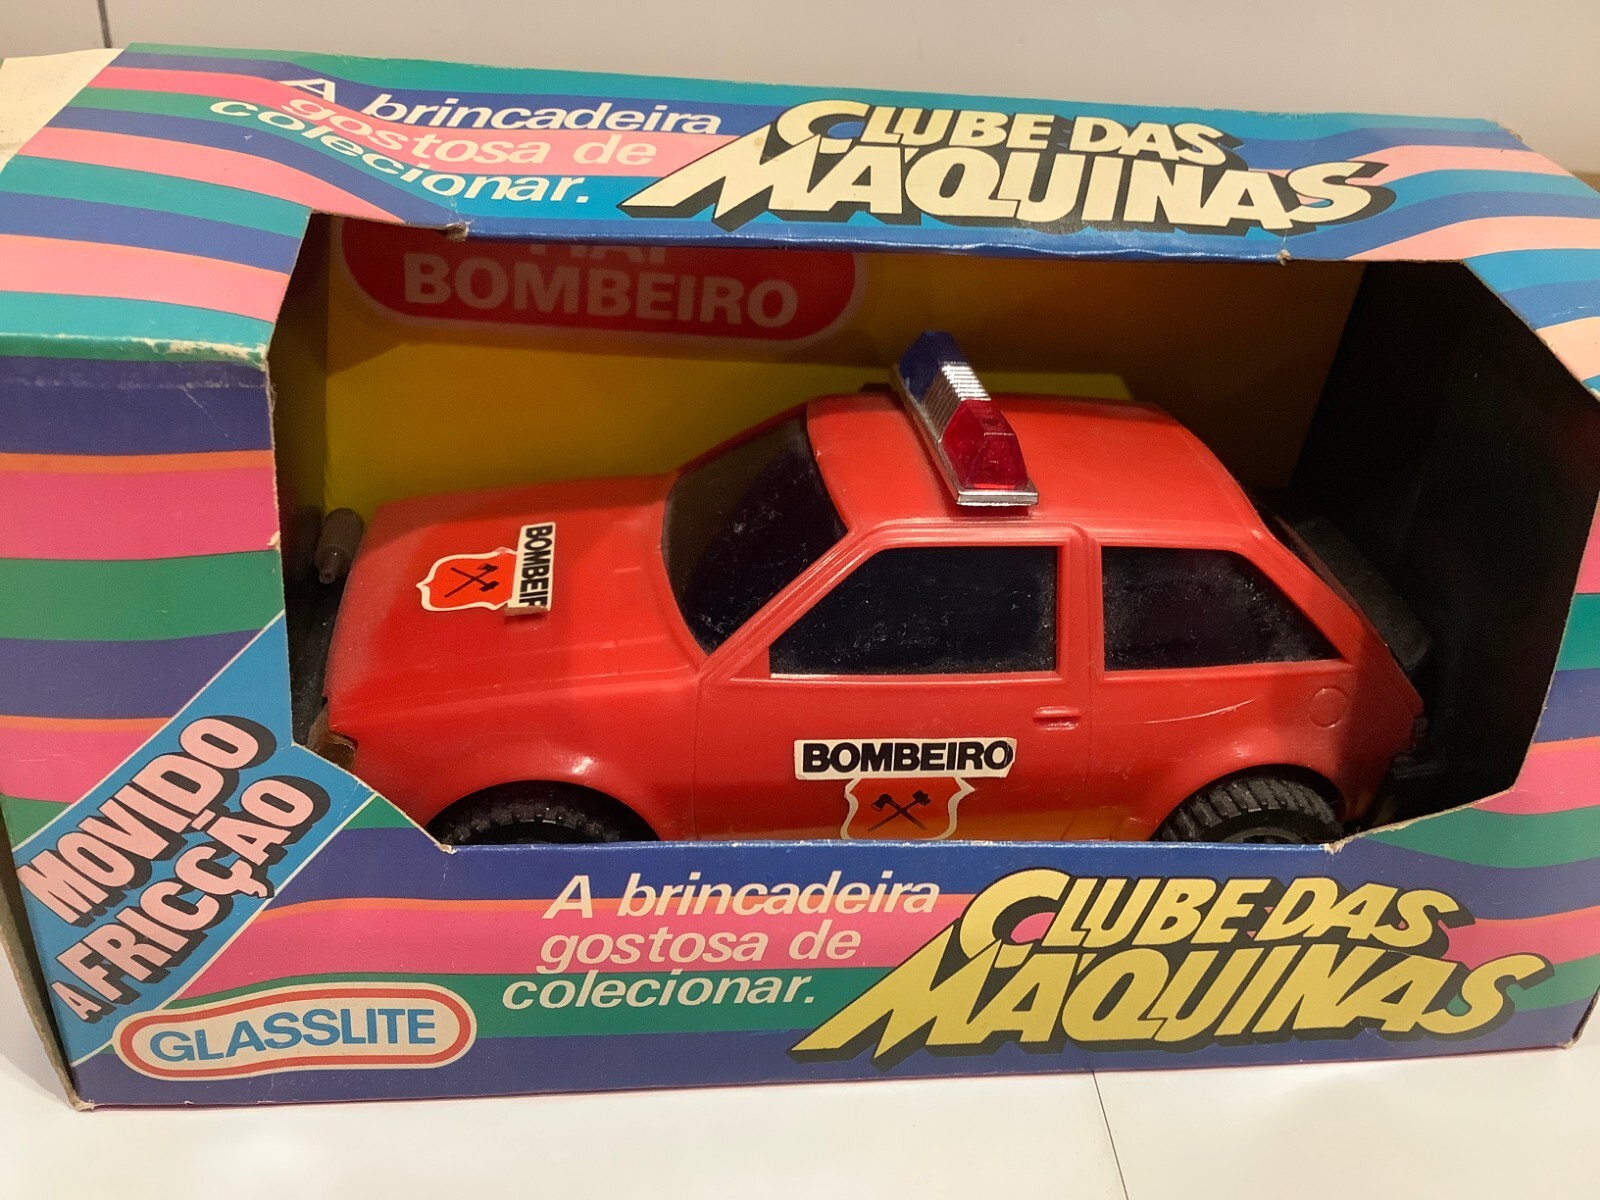 A brincadeira
gostosa de
colecionar.
CLUBE DAS
MÁQUINAS
BOMBEIRO
BOMBEIR
BOMBEIRO
MOVIDO
A FRICÇÃO
GLASSLITE
A brincadeira
gostosa de
colecionar.
CLUBE DAS
MÁQUINAS